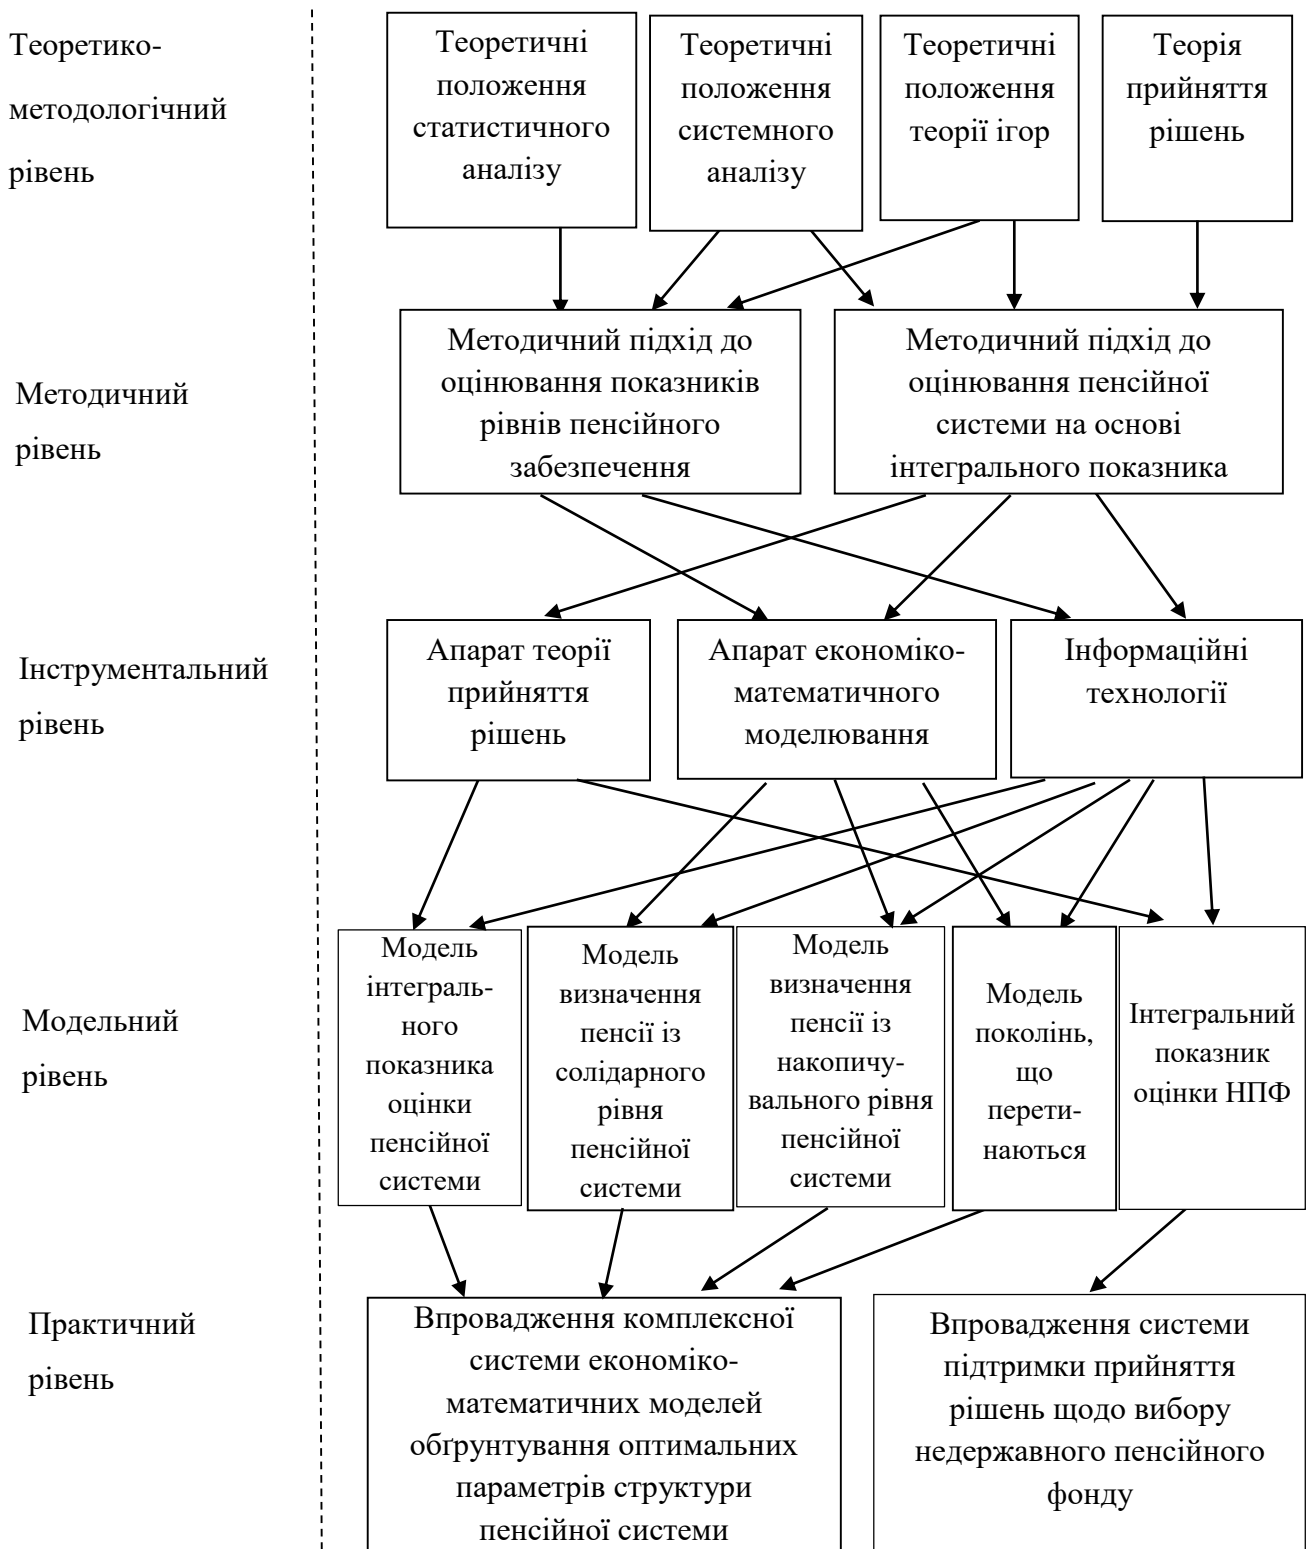 Теоретико-
методологічний
рівень
Теоретичні
положення
статистичного
аналізу
Теоретичні
положення
системного
аналізу
Теоретичні
положення
теорії ігор
Теорія
прийняття
рішень
Методичний
рівень
Методичний підхід до
оцінювання показників
рівнів пенсійного
забезпечення
Методичний підхід до
оцінювання пенсійної
системи на основі
інтегрального показника
Інструментальний
рівень
Апарат теорії
прийняття
рішень
Апарат економіко-
математичного
моделювання
Інформаційні
технології
Модельний
рівень
Модель
інтеграль-
ного
показника
оцінки
пенсійної
системи
Модель
визначення
пенсії із
солідарного
рівня
пенсійної
системи
Модель
визначення
пенсії із
накопичу-
вального рівня
пенсійної
системи
Модель
поколінь,
що
перети-
наються
Інтегральний
показник
оцінки НПФ
Практичний
рівень
Впровадження комплексної
системи економіко-
математичних моделей
обґрунтування оптимальних
параметрів структури
пенсійної системи
Впровадження системи
підтримки прийняття
рішень щодо вибору
недержавного пенсійного
фонду